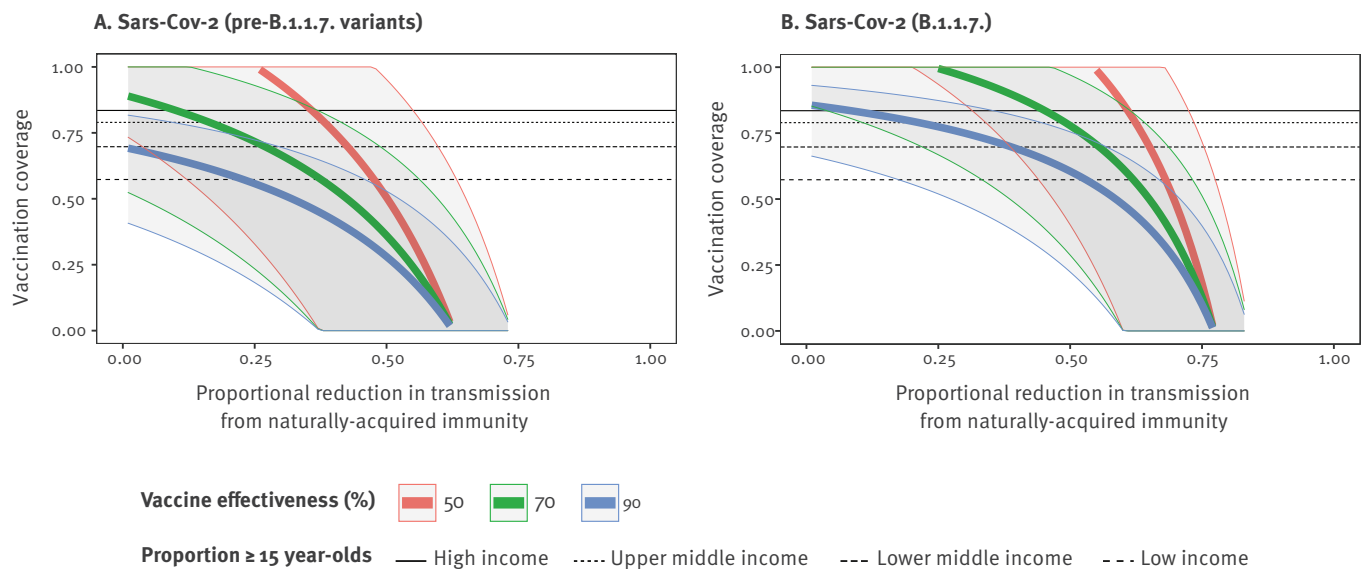 A. Sars-Cov-2 (pre-B.1.1.7. variants)
Vaccination coverage
1.00
0.75
0.50
0.25
0.00
0.00 0.25 0.50 0.75 1.00
Proportional reduction in transmission
from naturally-acquired immunity
B. Sars-Cov-2 (B.1.1.7.)
Vaccination coverage
1.00
0.75
0.50
0.25
0.00
0.00 0.25 0.50 0.75 1.00
Proportional reduction in transmission
from naturally-acquired immunity
Vaccine effectiveness (%) 50 70 90
Proportion ≥ 15 year-olds High income Upper middle income Lower middle income Low income